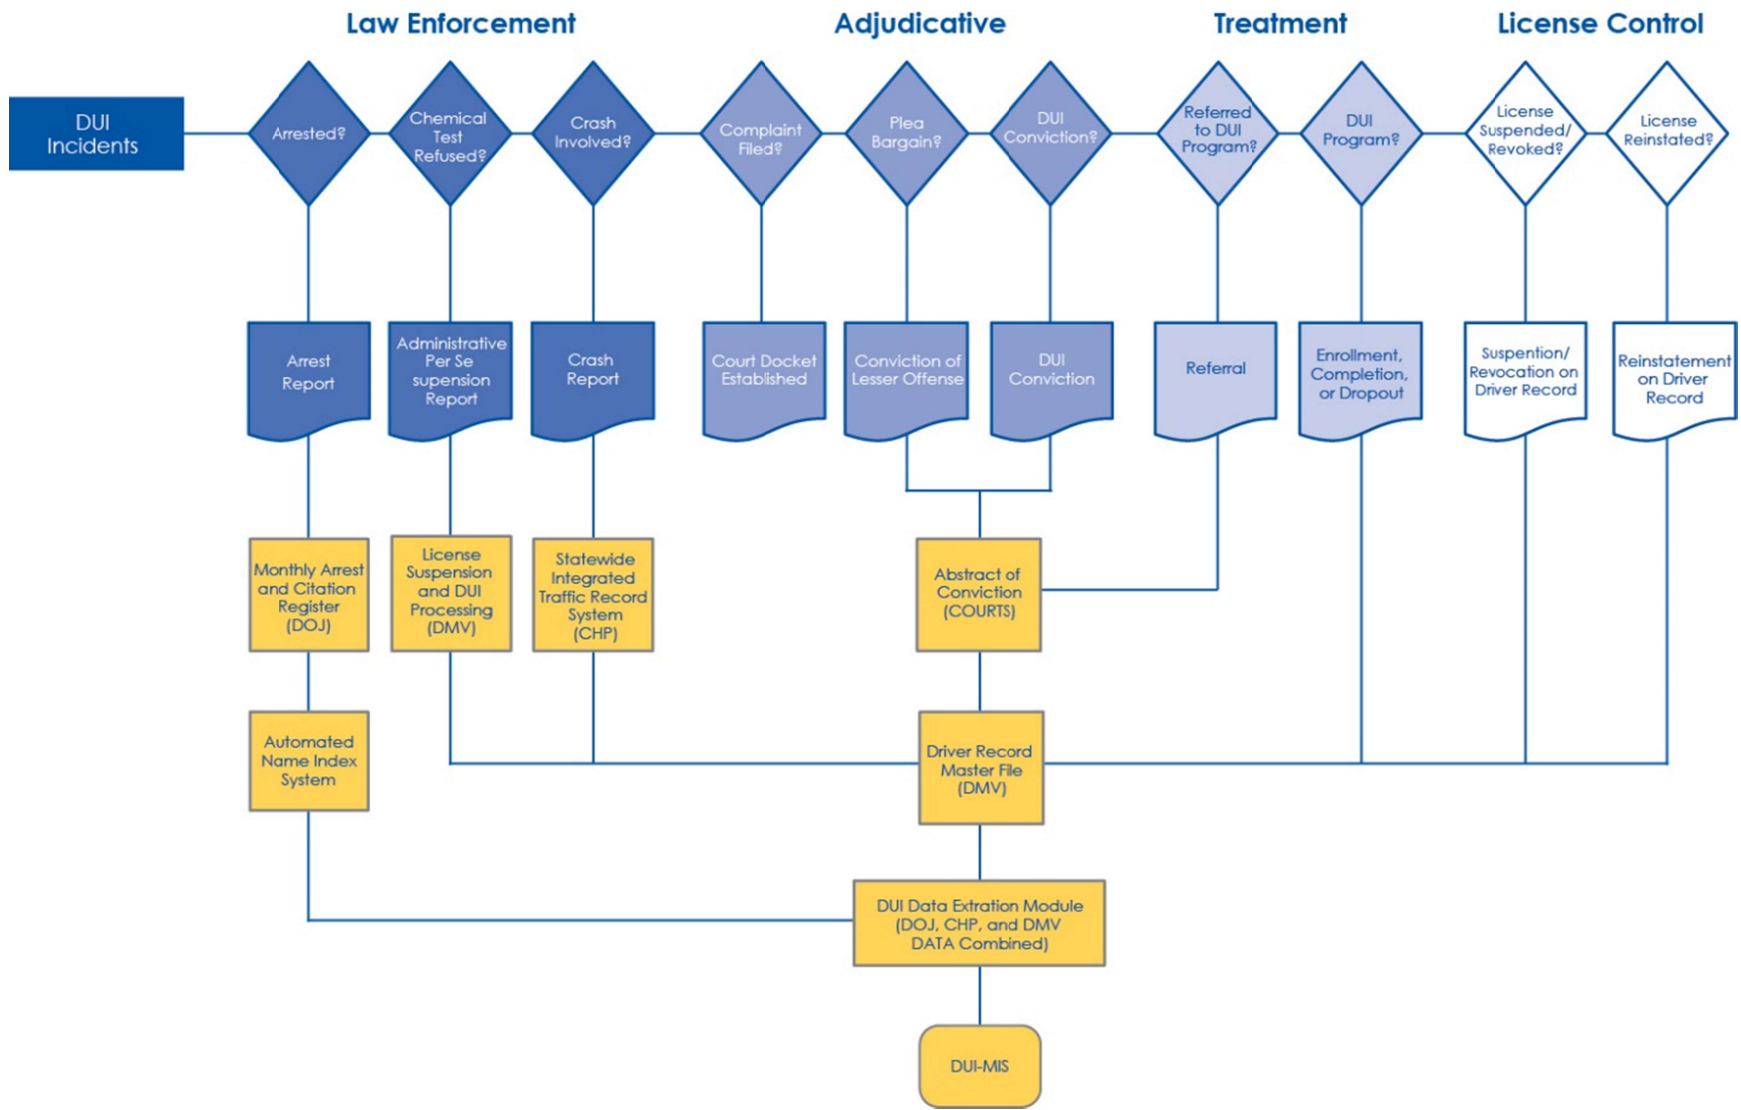 Law Enforcement
Adjudicative
Treatment
License Control
DUI
Incidents
Arrested?
Chemical
Test
Refused?
Crash
Involved?
Complaint
Filed?
Plea
Bargain?
DUI
Conviction?
Referred
to DUI
Program?
DUI
Program?
License
Suspended/
Revoked?
License
Reinstated?
Arrest
Report
Administrative
Per Se
supension
Report
Crash
Report
Court Docket
Established
Conviction of
Lesser Offense
DUI
Conviction
Referral
Enrollment,
Completion,
or Dropout
Suspention/
Revocation on
Driver Record
Reinstatement
on Driver
Record
Monthly Arrest
and Citation
Register
(DOJ)
License
Suspension
and DUI
Processing
(DMV)
Statewide
Integrated
Traffic Record
System
(CHP)
Abstract of
Conviction
(COURTS)
Automated
Name Index
System
Driver Record
Master File
(DMV)
DUI Data Extration Module
(DOJ, CHP, and DMV
DATA Combined)
DUI-MIS